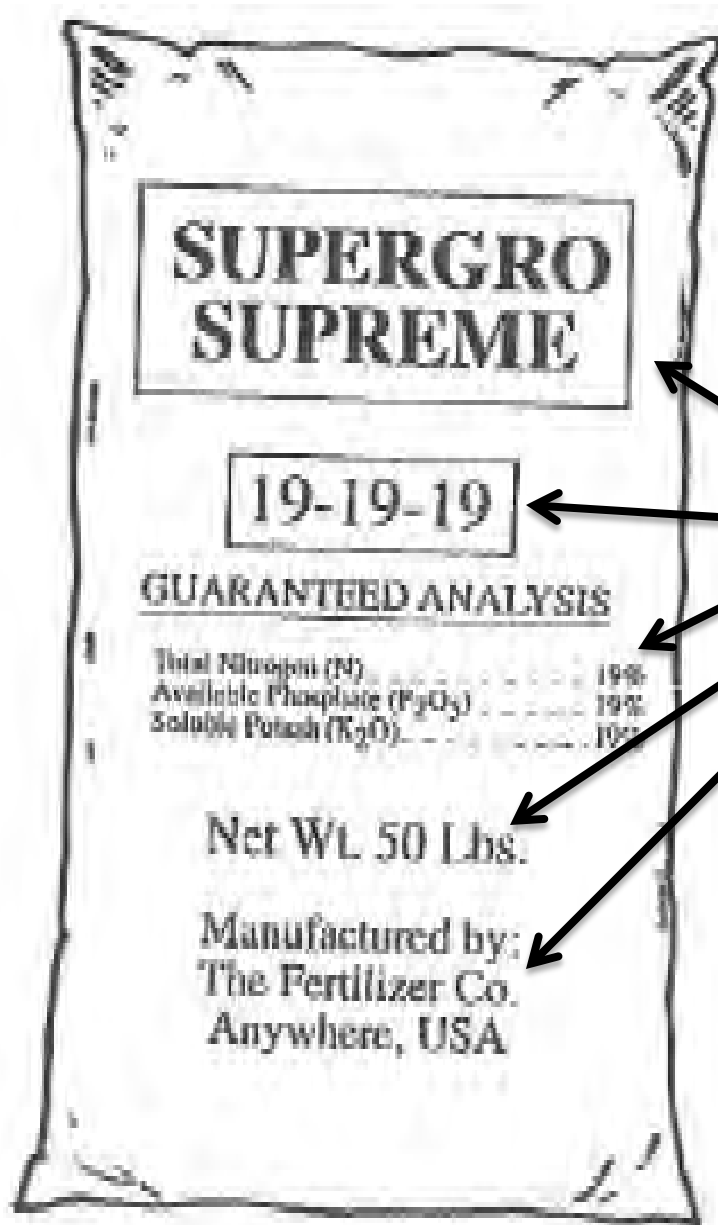 SUPERGRO
SUPREME
19-19-19
GUARANTEED ANALYSIS
Total Nitrogen (N) 19%
Available Phosphate (P₂O₅) 19%
Soluble Potash (K₂O) 19%
Net Wt. 50 Lbs.
Manufactured by:
The Fertilizer Co.
Anywhere, USA